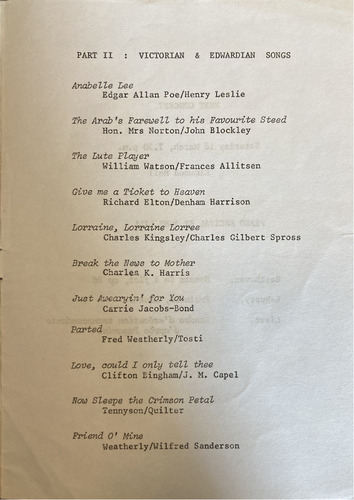 PART II : VICTORIAN & EDWARDIAN SONGS
Anabelle Lee
Edgar Allan Poe/Henry Leslie
The Arab's Farewell to his Favourite Steed
Hon. Mrs Norton/John Blockley
The Lute Player
William Watson/Frances Allitsen
Give me a Ticket to Heaven
Richard Elton/Denham Harrison
Lorraine, Lorraine Lorree
Charles Kingsley/Charles Gilbert Spross
Break the News to Mother
Charles K. Harris
Just Awearyin' for You
Carrie Jacobs-Bond
Parted
Fred Weatherly/Tosti
Love, could I only tell thee
Clifton Bingham/J. M. Capel
Now Sleeps the Crimson Petal
Tennyson/Quilter
Friend O' Mine
Weatherly/Wilfred Sanderson